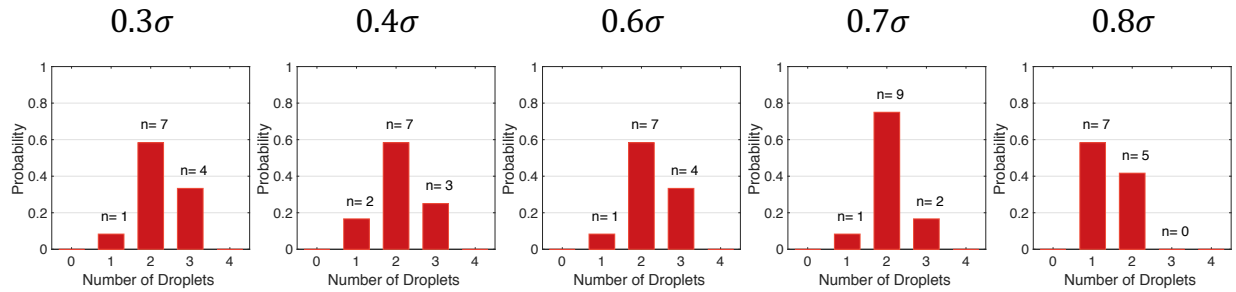 0.3σ 0.4σ 0.6σ 0.7σ 0.8σ
Probability
1
0.8
0.6
0.4
0.2
0
n= 1
n= 7
n= 4
0 1 2 3 4
Number of Droplets
Probability
1
0.8
0.6
0.4
0.2
0
n= 2
n= 7
n= 3
0 1 2 3 4
Number of Droplets
Probability
1
0.8
0.6
0.4
0.2
0
n= 1
n= 7
n= 4
0 1 2 3 4
Number of Droplets
Probability
1
0.8
0.6
0.4
0.2
0
n= 1
n= 9
n= 2
0 1 2 3 4
Number of Droplets
Probability
1
0.8
0.6
0.4
0.2
0
n= 7
n= 5
n= 0
0 1 2 3 4
Number of Droplets